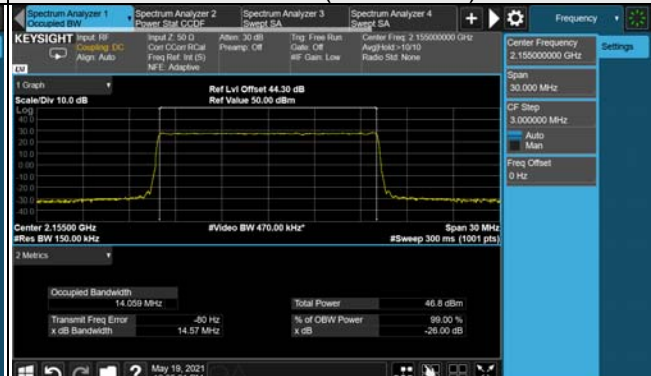 Spectrum Analyzer 1
Occupied BW
Spectrum Analyzer 2
Power Stat CCDF
Spectrum Analyzer 3
Swept SA
Spectrum Analyzer 4
Swept SA
+
Frequency
KEYSIGHT
Input: RF
Coupling: DC
Align: Auto
Input Z: 50 Ω
Corr CCorr RCal
Freq Ref: Int (S)
NFE: Adaptive
Atten: 30 dB
Preamp: Off
Trig: Free Run
Gate: Off
#IF Gain: Low
Center Freq: 2.155000000 GHz
Avg|Hold:>10/10
Radio Std: None
Center Frequency
2.155000000 GHz
Settings
Span
30.000 MHz
CF Step
3.000000 MHz
Auto
Man
Freq Offset
0 Hz
1 Graph
Scale/Div 10.0 dB
Ref Lvl Offset 44.30 dB
Ref Value 50.00 dBm
Log
40.0
30.0
20.0
10.0
0.00
-10.0
-20.0
-30.0
-40.0
Center 2.15500 GHz
#Res BW 150.00 kHz
#Video BW 470.00 kHz*
Span 30 MHz
#Sweep 300 ms (1001 pts)
2 Metrics
Occupied Bandwidth
14.059 MHz
Total Power
46.8 dBm
Transmit Freq Error
-80 Hz
% of OBW Power
99.00 %
x dB Bandwidth
14.57 MHz
x dB
-26.00 dB
?
May 19, 2021